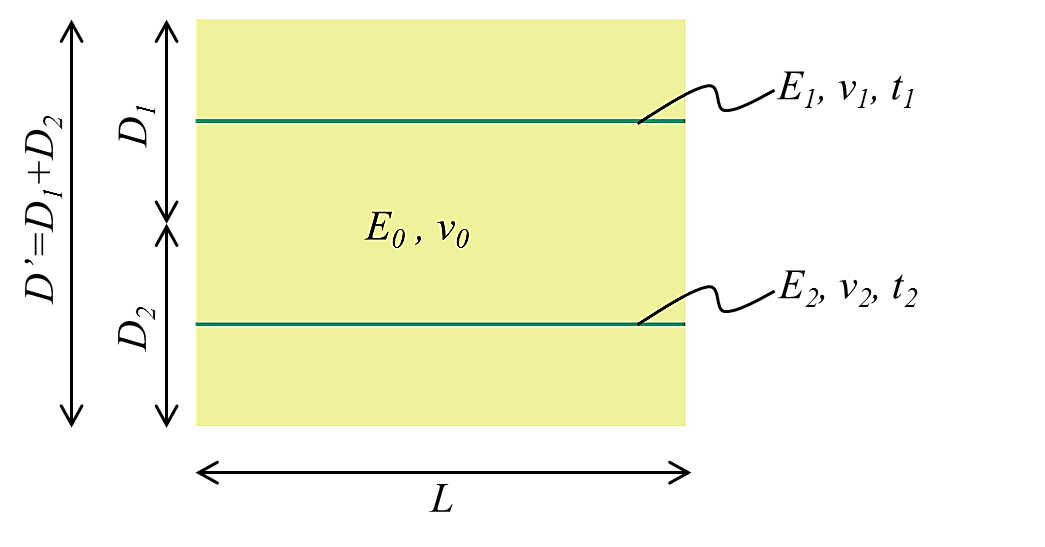 D'=D₁+D₂
D₁
D₂
E₀ , v₀
E₁, v₁, t₁
E₂, v₂, t₂
L